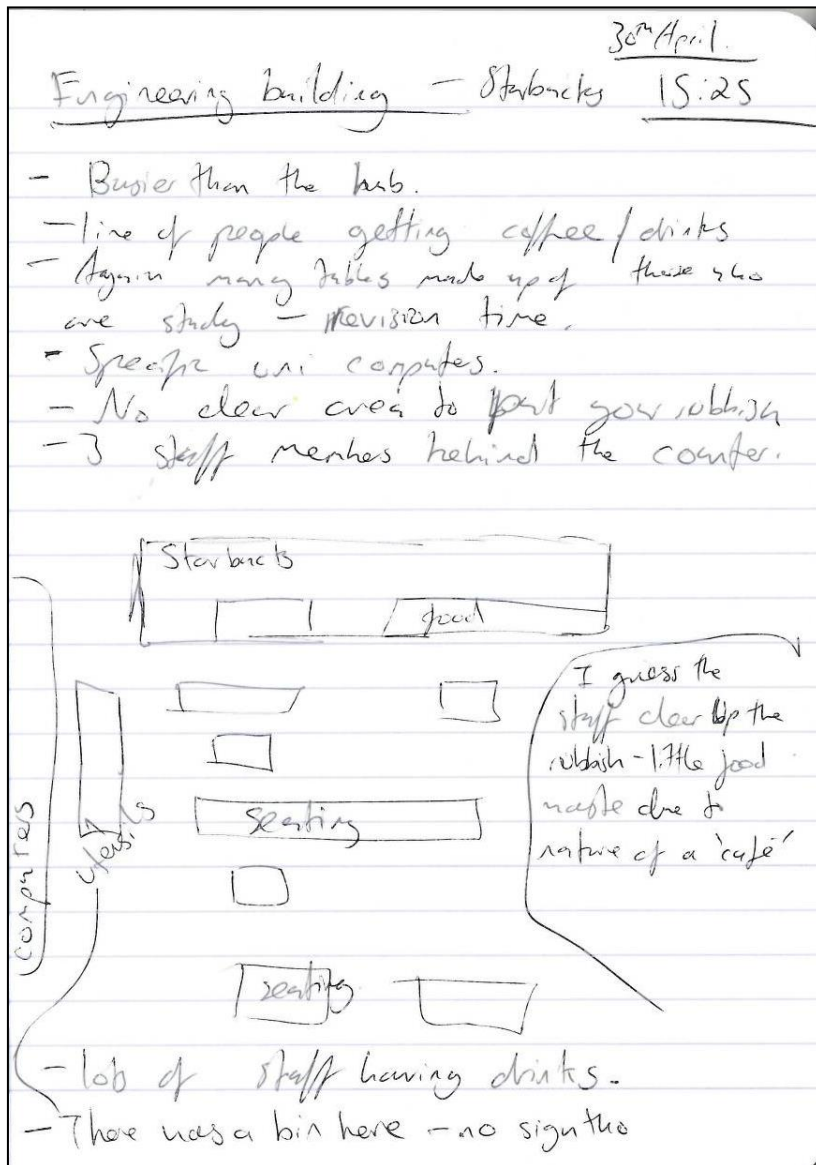 30th April.
Engineering building - Starbucks 15:25
- Busier than the hub.
- line of people getting coffee/drinks
- Again many tables made up of those who
are study - revision time.
- Specific uni computers.
- No clear area to put your rubbish
- 3 staff members behind the counter.
Starbucks
food
I guess the
staff clear up the
rubbish - little food
waste due to
nature of a 'café'
computers
utensils
seating
seating
- lots of staff having drinks.
- There was a bin here - no sign tho